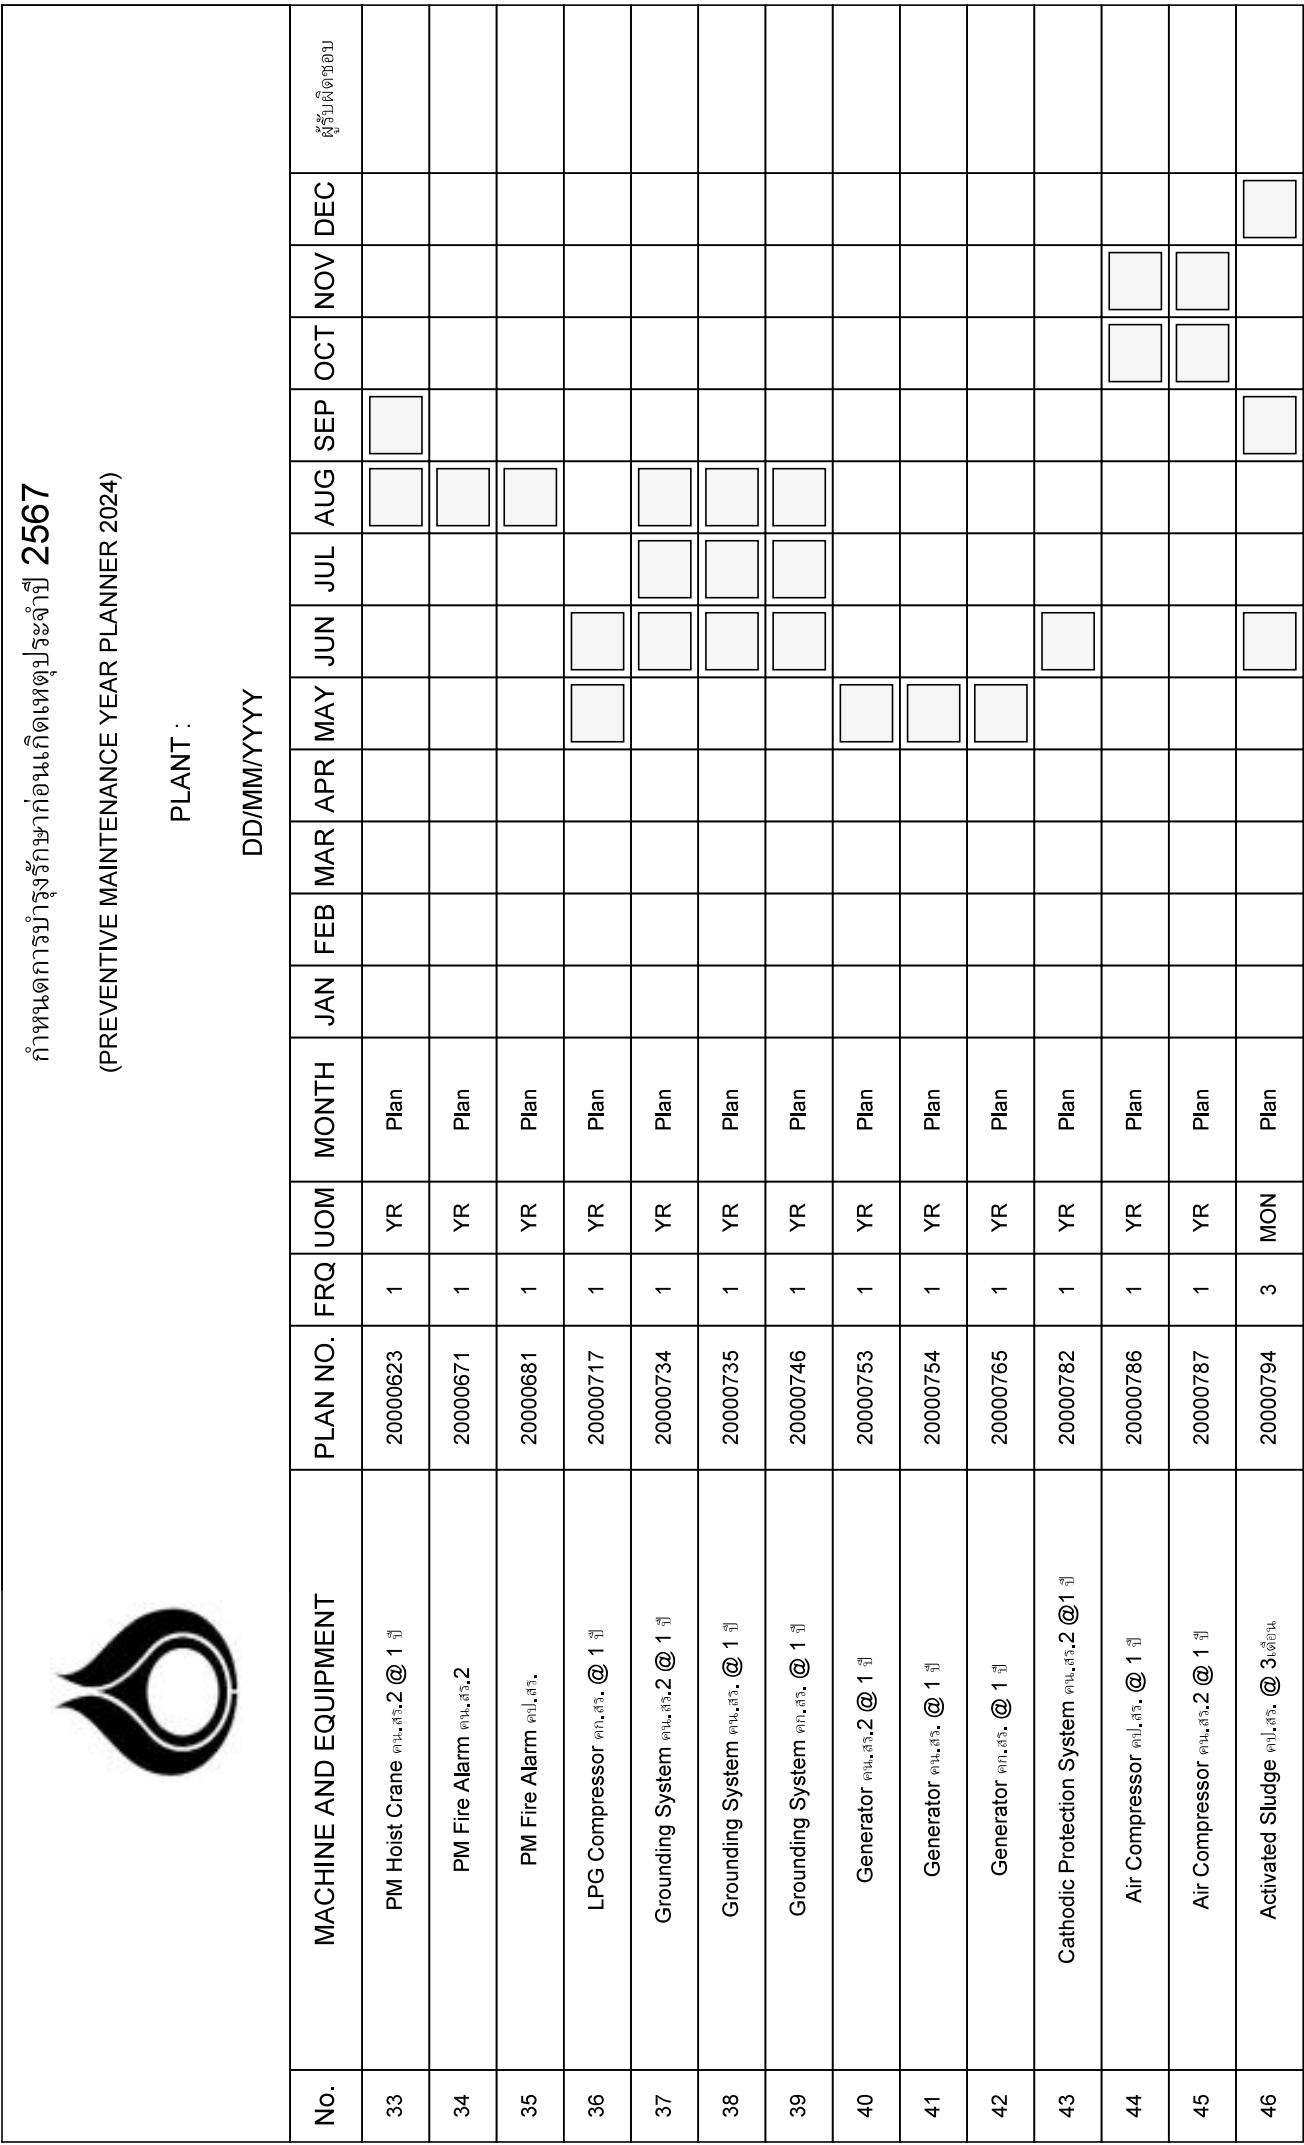 กำหนดการบำรุงรักษาก่อนเกิดเหตุประจำปี 2567
(PREVENTIVE MAINTENANCE YEAR PLANNER 2024)
PLANT :
DD/MM/YYYY
No. MACHINE AND EQUIPMENT PLAN NO. FRQ UOM MONTH JAN FEB MAR APR MAY JUN JUL AUG SEP OCT NOV DEC ผู้รับผิดชอบ
33 PM Hoist Crane คน.สร.2 @ 1 ปี 20000623 1 YR Plan
34 PM Fire Alarm คน.สร.2 20000671 1 YR Plan
35 PM Fire Alarm คป.สร. 20000681 1 YR Plan
36 LPG Compressor คก.สร. @ 1 ปี 20000717 1 YR Plan
37 Grounding System คน.สร.2 @ 1 ปี 20000734 1 YR Plan
38 Grounding System คน.สร. @ 1 ปี 20000735 1 YR Plan
39 Grounding System คก.สร. @ 1 ปี 20000746 1 YR Plan
40 Generator คน.สร.2 @ 1 ปี 20000753 1 YR Plan
41 Generator คน.สร. @ 1 ปี 20000754 1 YR Plan
42 Generator คก.สร. @ 1 ปี 20000765 1 YR Plan
43 Cathodic Protection System คน.สร.2 @1 ปี 20000782 1 YR Plan
44 Air Compressor คป.สร. @ 1 ปี 20000786 1 YR Plan
45 Air Compressor คน.สร.2 @ 1 ปี 20000787 1 YR Plan
46 Activated Sludge คป.สร. @ 3เดือน 20000794 3 MON Plan